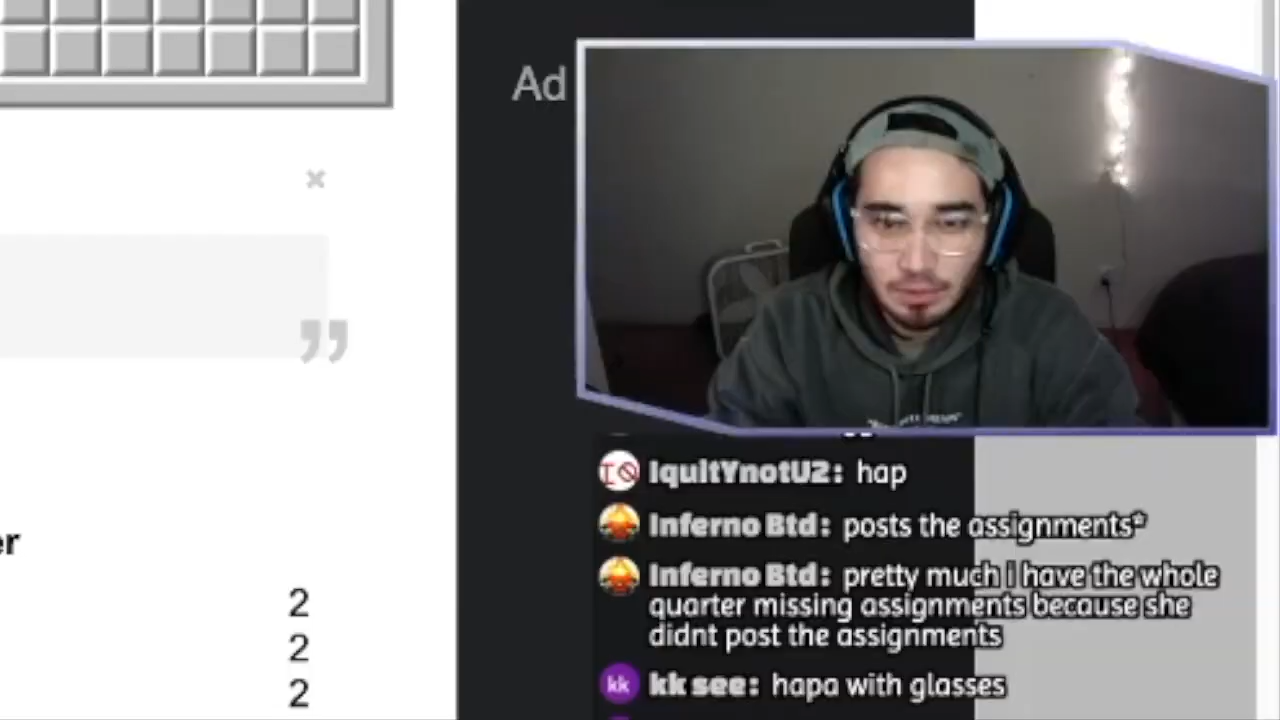 Ad
IquitYnotU2: hap
Inferno Btd: posts the assignments*
Inferno Btd: pretty much i have the whole
quarter missing assignments because she
didnt post the assignments
kk
kk see: hapa with glasses
er
2
2
2